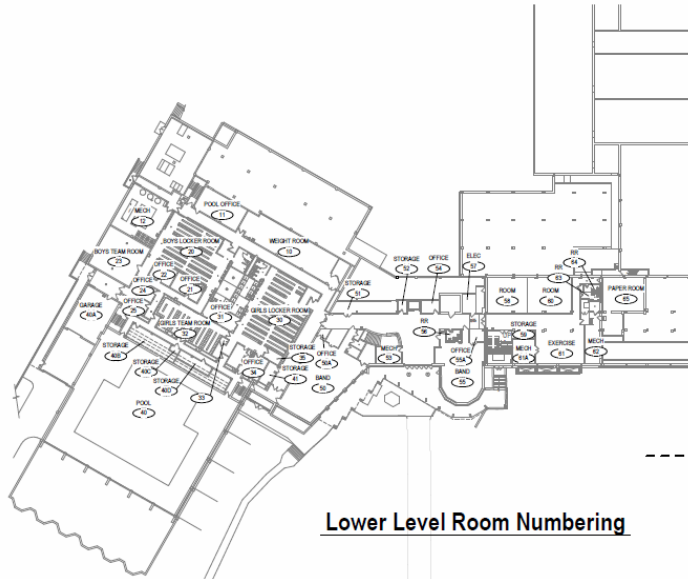 POOL OFFICE
11
MECH
12
BOYS LOCKER ROOM
20
WEIGHT ROOM
10
BOYS TEAM ROOM
23
OFFICE
22
OFFICE
21
OFFICE
24
OFFICE
25
GARAGE
40A
OFFICE
31
GIRLS LOCKER ROOM
30
GIRLS TEAM ROOM
32
STORAGE
40B
STORAGE
40C
STORAGE
40D
POOL
40
33
OFFICE
34
STORAGE
35
STORAGE
41
OFFICE
50A
BAND
50
STORAGE
51
STORAGE
52
OFFICE
54
ELEC
57
MECH
53
RR
56
OFFICE
55A
BAND
55
ROOM
58
ROOM
60
STORAGE
59
MECH
61A
EXERCISE
61
MECH
62
RR
63
RR
64
PAPER ROOM
65
Lower Level Room Numbering